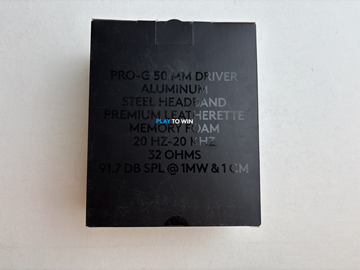 PRO-G 50 MM DRIVER
ALUMINUM
STEEL HEADBAND
PREMIUM LEATHERETTE
PLAY TO WIN
MEMORY FOAM
20 HZ-20 KHZ
32 OHMS
91.7 DB SPL @ 1MW & 1 CM